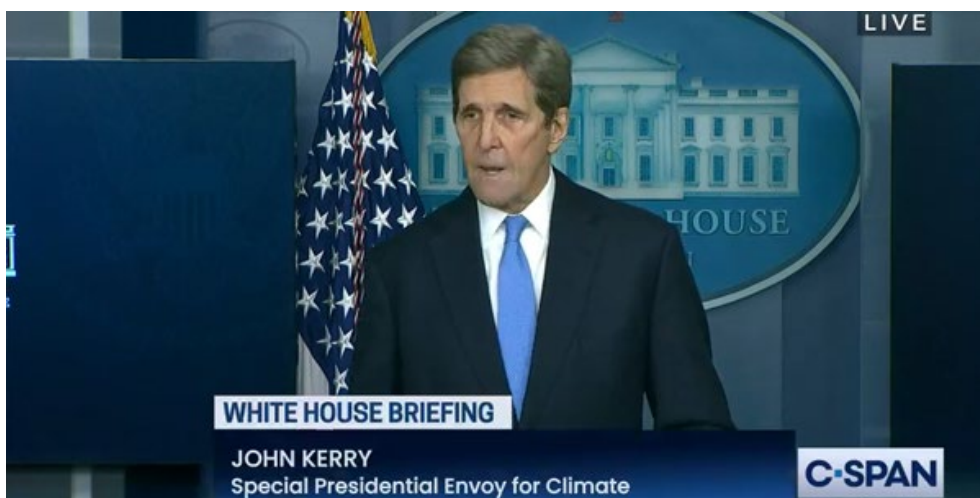 LIVE
HOUSE
WHITE HOUSE BRIEFING
JOHN KERRY
Special Presidential Envoy for Climate
C-SPAN